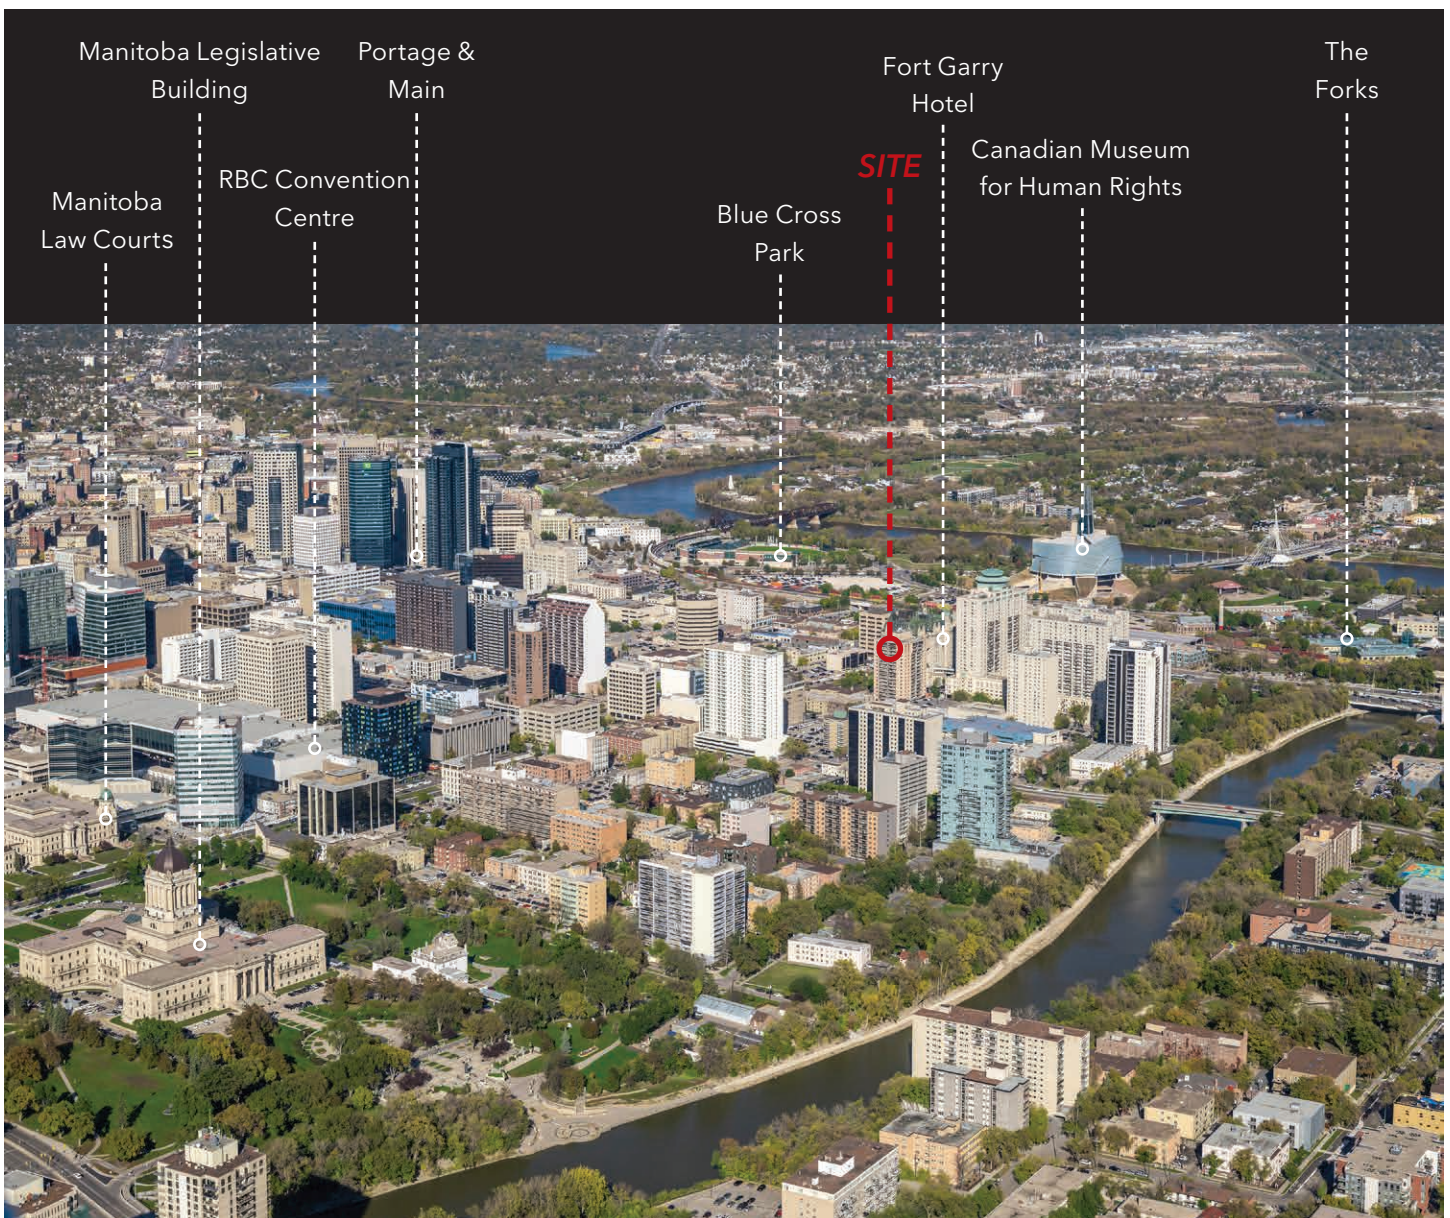 Manitoba Legislative
Building
Portage &
Main
Fort Garry
Hotel
The
Forks
SITE
Canadian Museum
for Human Rights
RBC Convention
Centre
Manitoba
Law Courts
Blue Cross
Park